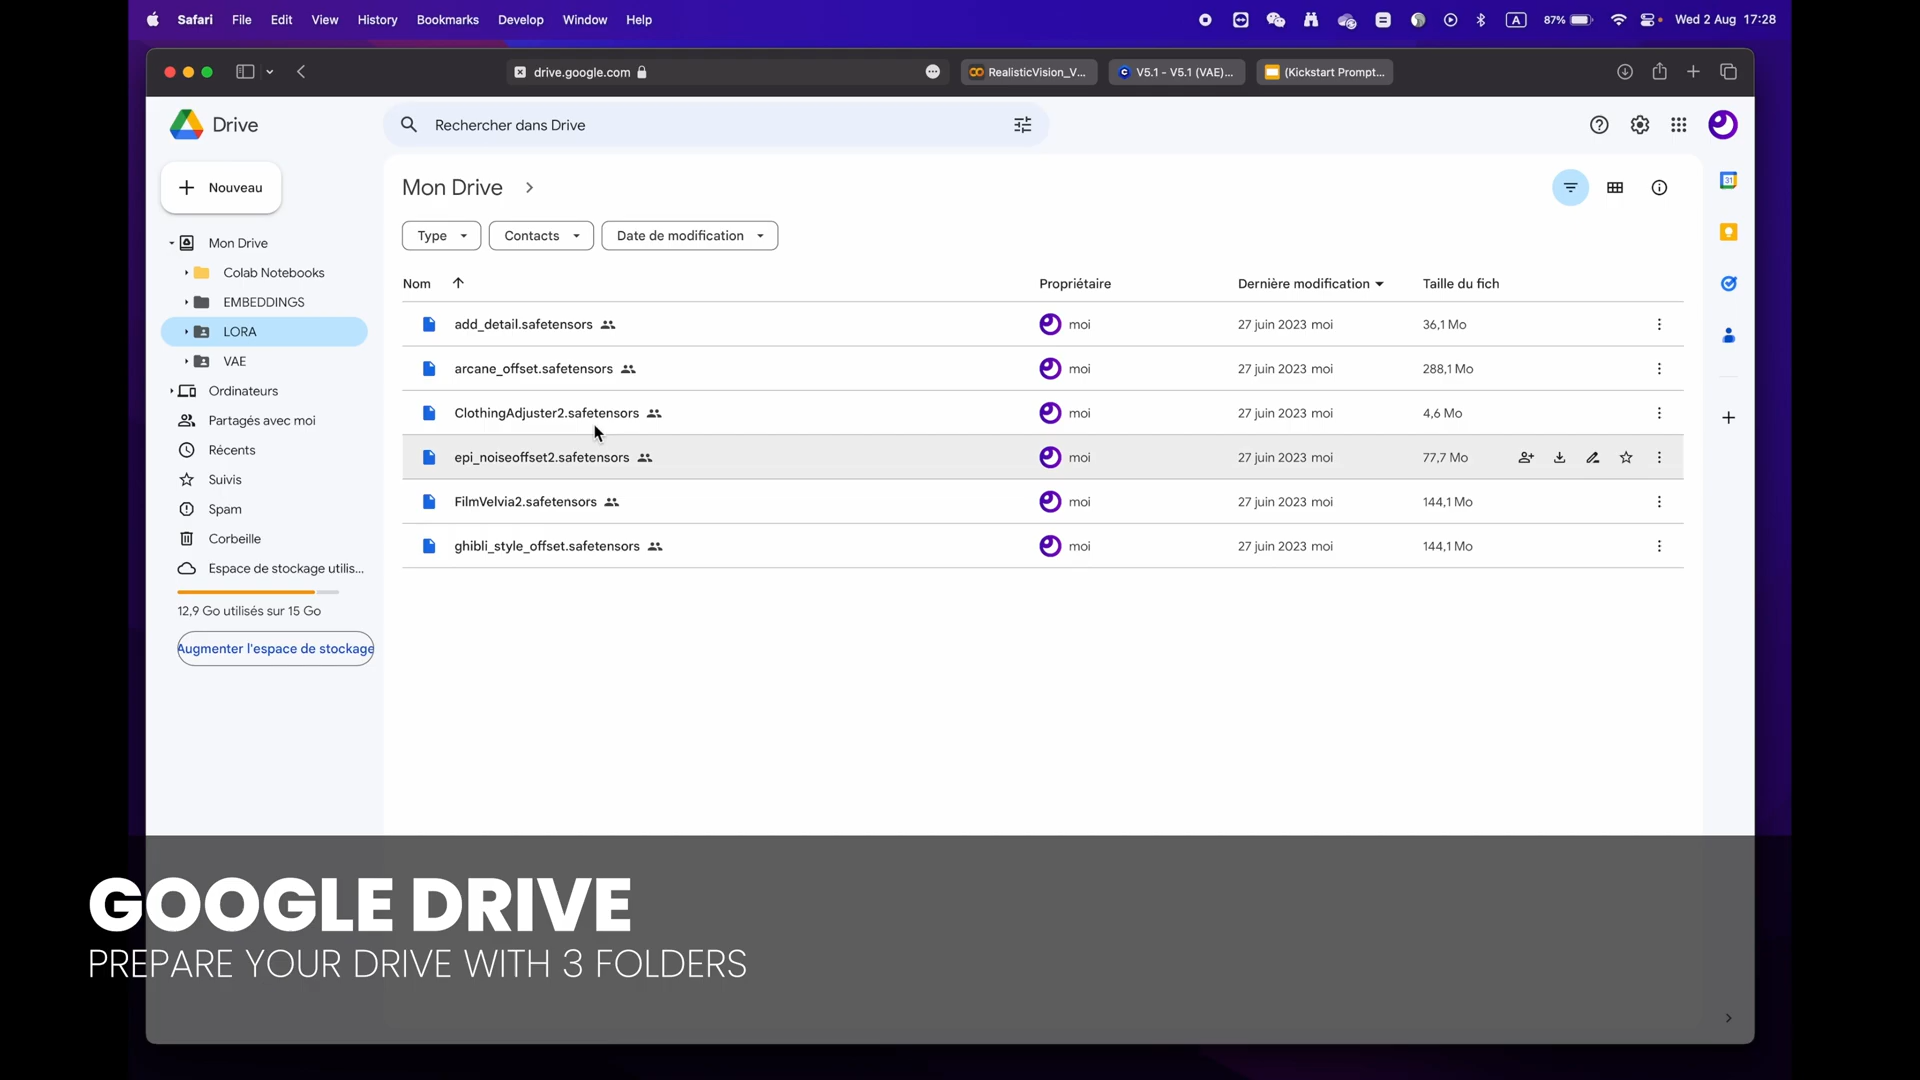 Safari File Edit View History Bookmarks Develop Window Help A 87% Wed 2 Aug 17:28
drive.google.com RealisticVision_V... V5.1 - V5.1 (VAE)... (Kickstart Prompt...
Drive
Rechercher dans Drive
Nouveau
Mon Drive
Colab Notebooks
EMBEDDINGS
LORA
VAE
Ordinateurs
Partagés avec moi
Récents
Suivis
Spam
Corbeille
Espace de stockage utilis...
12,9 Go utilisés sur 15 Go
Augmenter l'espace de stockage
Mon Drive
Type Contacts Date de modification
Nom Propriétaire Dernière modification Taille du fich
add_detail.safetensors moi 27 juin 2023 moi 36,1 Mo
arcane_offset.safetensors moi 27 juin 2023 moi 288,1 Mo
ClothingAdjuster2.safetensors moi 27 juin 2023 moi 4,6 Mo
epi_noiseoffset2.safetensors moi 27 juin 2023 moi 77,7 Mo
FilmVelvia2.safetensors moi 27 juin 2023 moi 144,1 Mo
ghibli_style_offset.safetensors moi 27 juin 2023 moi 144,1 Mo
31
GOOGLE DRIVE
PREPARE YOUR DRIVE WITH 3 FOLDERS